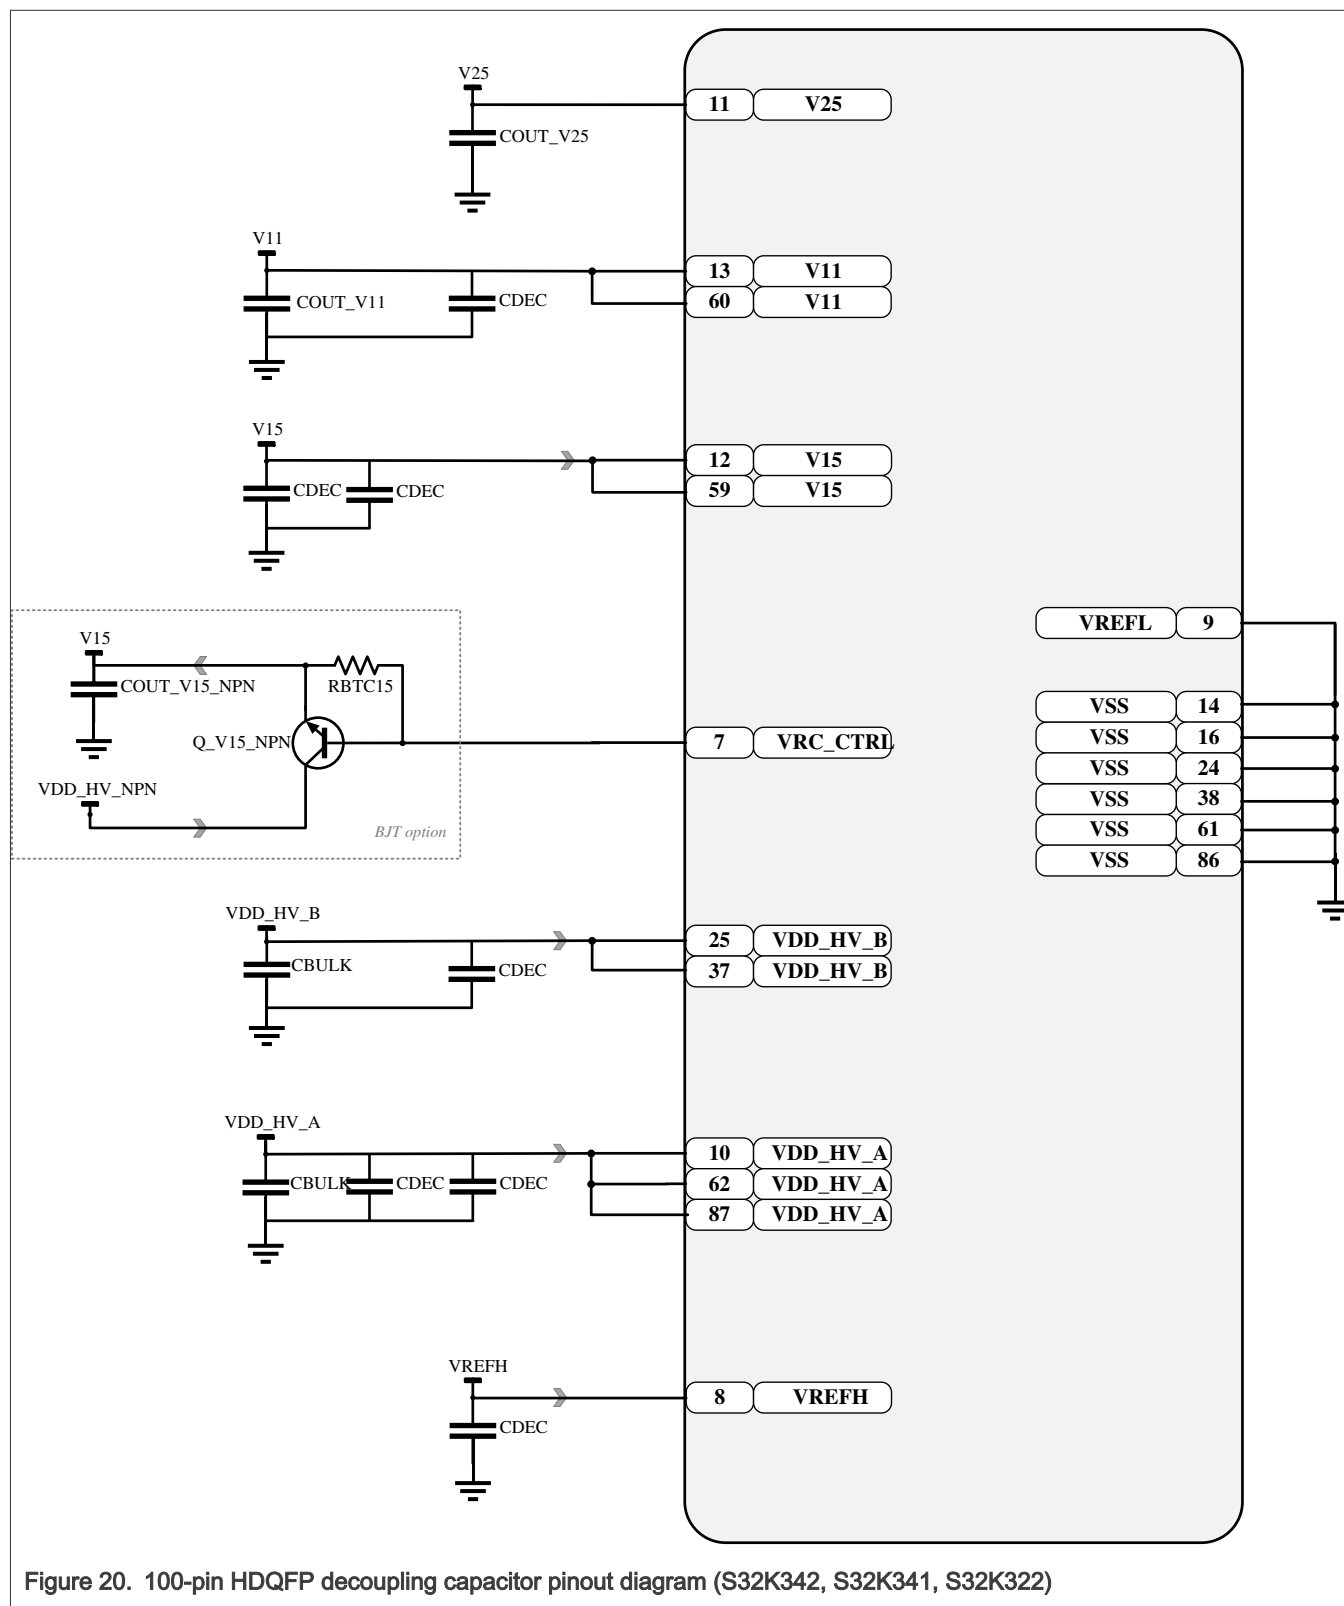 V25
11 V25
COUT_V25
V11
13 V11
COUT_V11 CDEC
60 V11
V15
12 V15
CDEC CDEC
59 V15
VREFL 9
V15
COUT_V15_NPN RBTC15
VSS 14
Q_V15_NPN
7 VRC_CTRL
VSS 16
VSS 24
VDD_HV_NPN
VSS 38
BJT option
VSS 61
VSS 86
VDD_HV_B
25 VDD_HV_B
CBULK CDEC
37 VDD_HV_B
VDD_HV_A
10 VDD_HV_A
CBULK CDEC CDEC
62 VDD_HV_A
87 VDD_HV_A
VREFH
8 VREFH
CDEC
Figure 20. 100-pin HDQFP decoupling capacitor pinout diagram (S32K342, S32K341, S32K322)